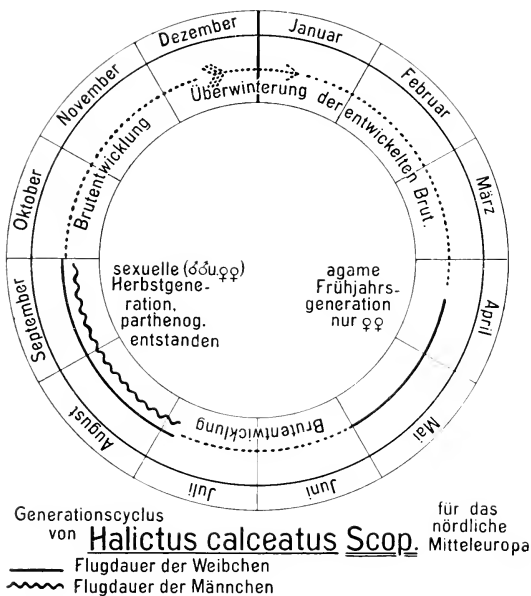 Dezember
Januar
Februar
März
April
Mai
Juni
Juli
August
September
Oktober
November
Überwinterung der entwickelten Brut.
Brutentwicklung
sexuelle (♂♂u.♀♀)
Herbstgene-
ration,
parthenog.
entstanden
agame
Frühjahrs-
generation
nur ♀♀
Brutentwicklung
Generationscyclus
von Halictus calceatus Scop.
für das
nördliche
Mitteleuropa
Flugdauer der Weibchen
Flugdauer der Männchen